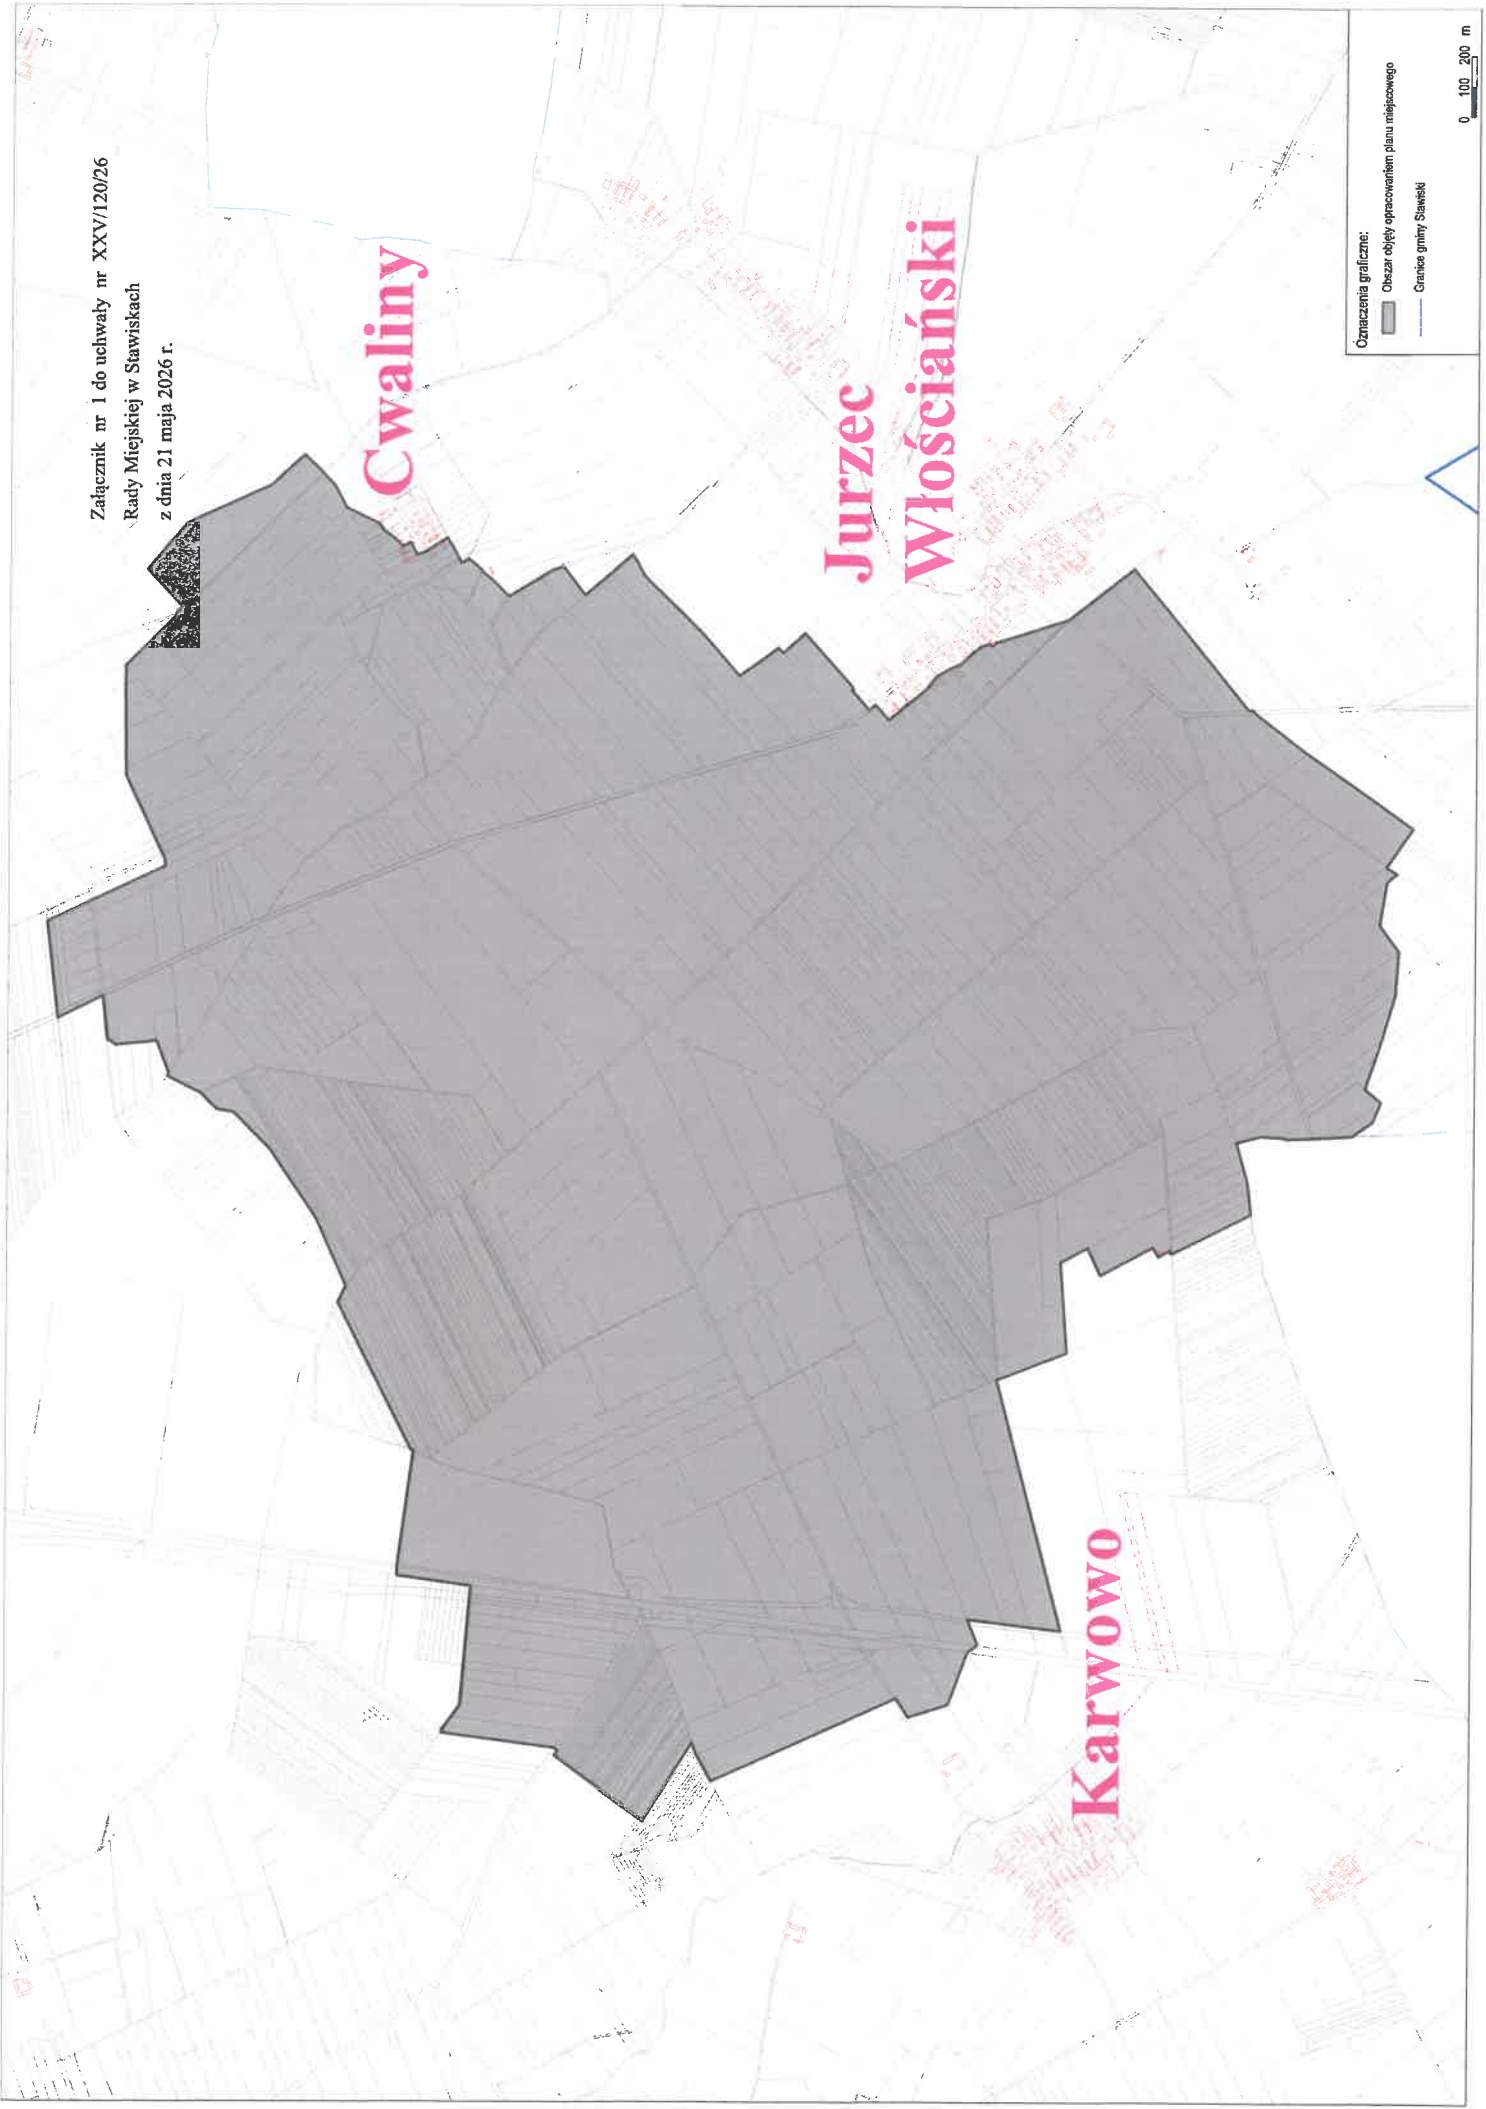 Załącznik nr 1 do uchwały nr XXV/120/26
Rady Miejskiej w Stawiskach
z dnia 21 maja 2026 r.
Cwaliny
Jurzec
Włościański
Karwowo
Oznaczenia graficzne:
Obszar objęty opracowaniem planu miejscowego
Granice gminy Stawiski
0 100 200 m